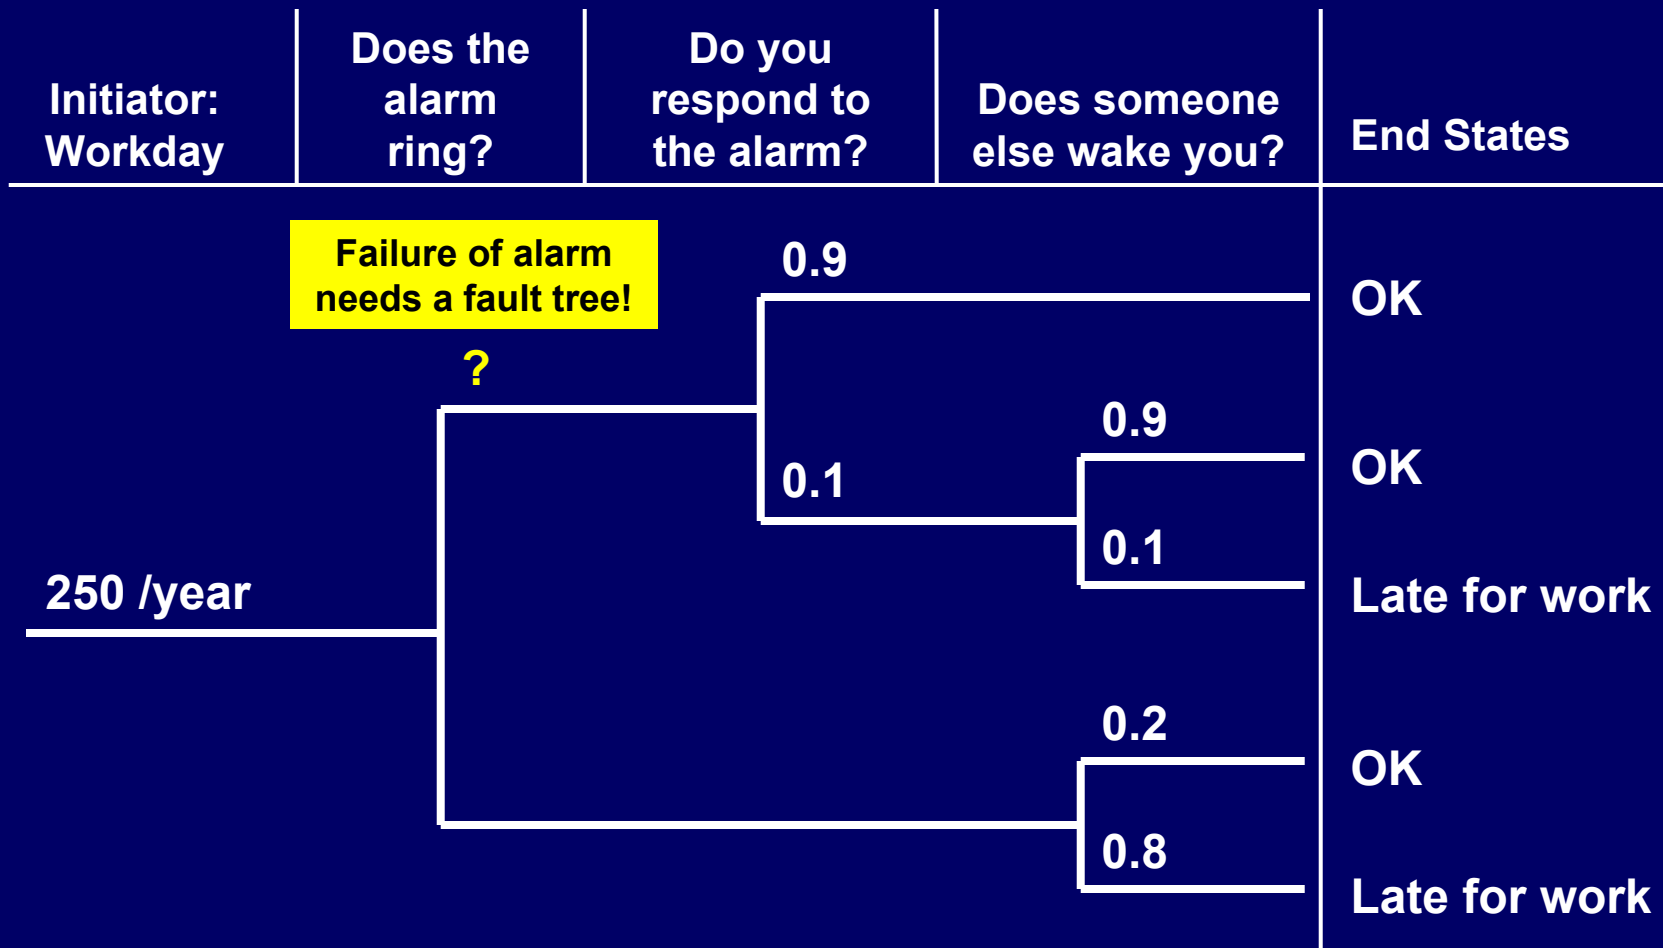 Initiator:
Workday
Does the
alarm
ring?
Do you
respond to
the alarm?
Does someone
else wake you?
End States
Failure of alarm
needs a fault tree!
?
0.9
OK
0.9
OK
0.1
0.1
Late for work
250 /year
0.2
OK
0.8
Late for work